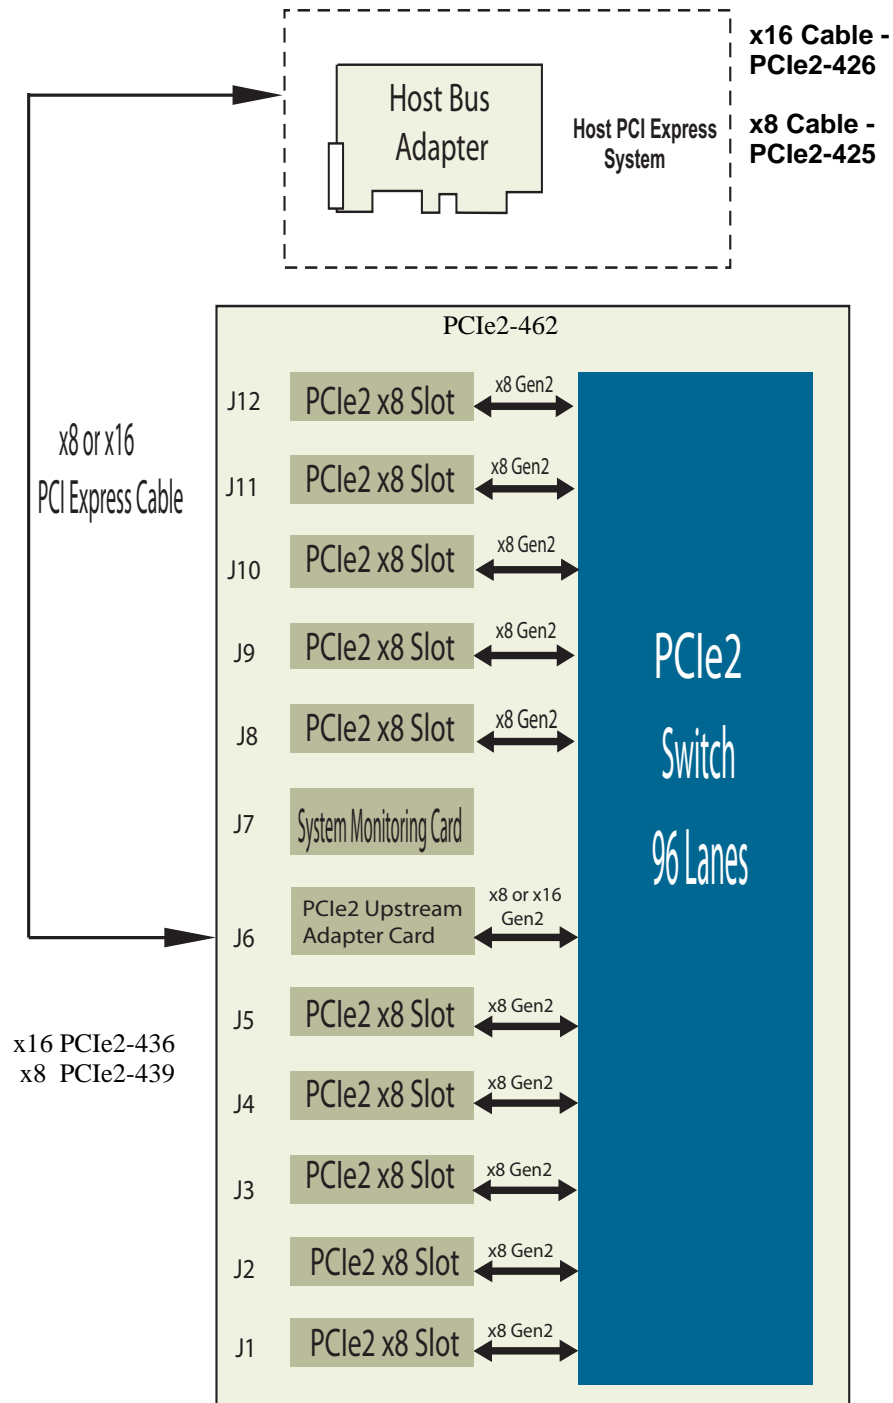 x16 Cable -
PCIe2-426
x8 Cable -
PCIe2-425
Host Bus
Adapter
Host PCI Express
System
PCIe2-462
x8 or x16
PCI Express Cable
J12 PCIe2 x8 Slot x8 Gen2
J11 PCIe2 x8 Slot x8 Gen2
J10 PCIe2 x8 Slot x8 Gen2
J9 PCIe2 x8 Slot x8 Gen2
J8 PCIe2 x8 Slot x8 Gen2
J7 System Monitoring Card
J6 PCIe2 Upstream
Adapter Card
x8 or x16
Gen2
J5 PCIe2 x8 Slot x8 Gen2
J4 PCIe2 x8 Slot x8 Gen2
J3 PCIe2 x8 Slot x8 Gen2
J2 PCIe2 x8 Slot x8 Gen2
J1 PCIe2 x8 Slot x8 Gen2
PCIe2
Switch
96 Lanes
x16 PCIe2-436
x8 PCIe2-439